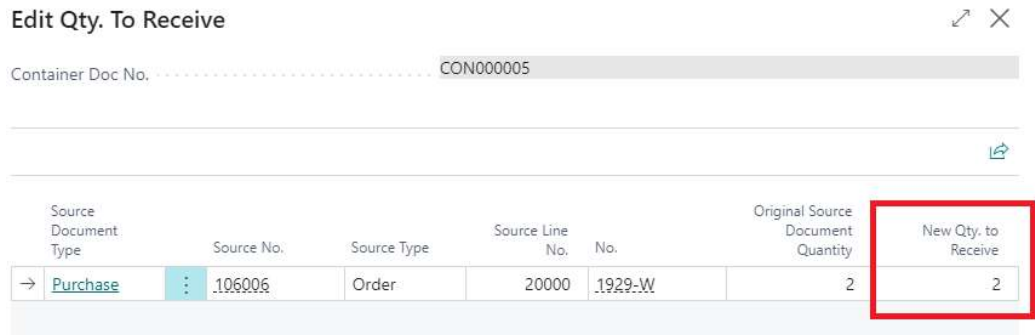 Edit Qty. To Receive
Container Doc No. CON000005
Source Document Type Source No. Source Type Source Line No. No. Original Source Document Quantity New Qty. to Receive
Purchase 106006 Order 20000 1929-W 2 2